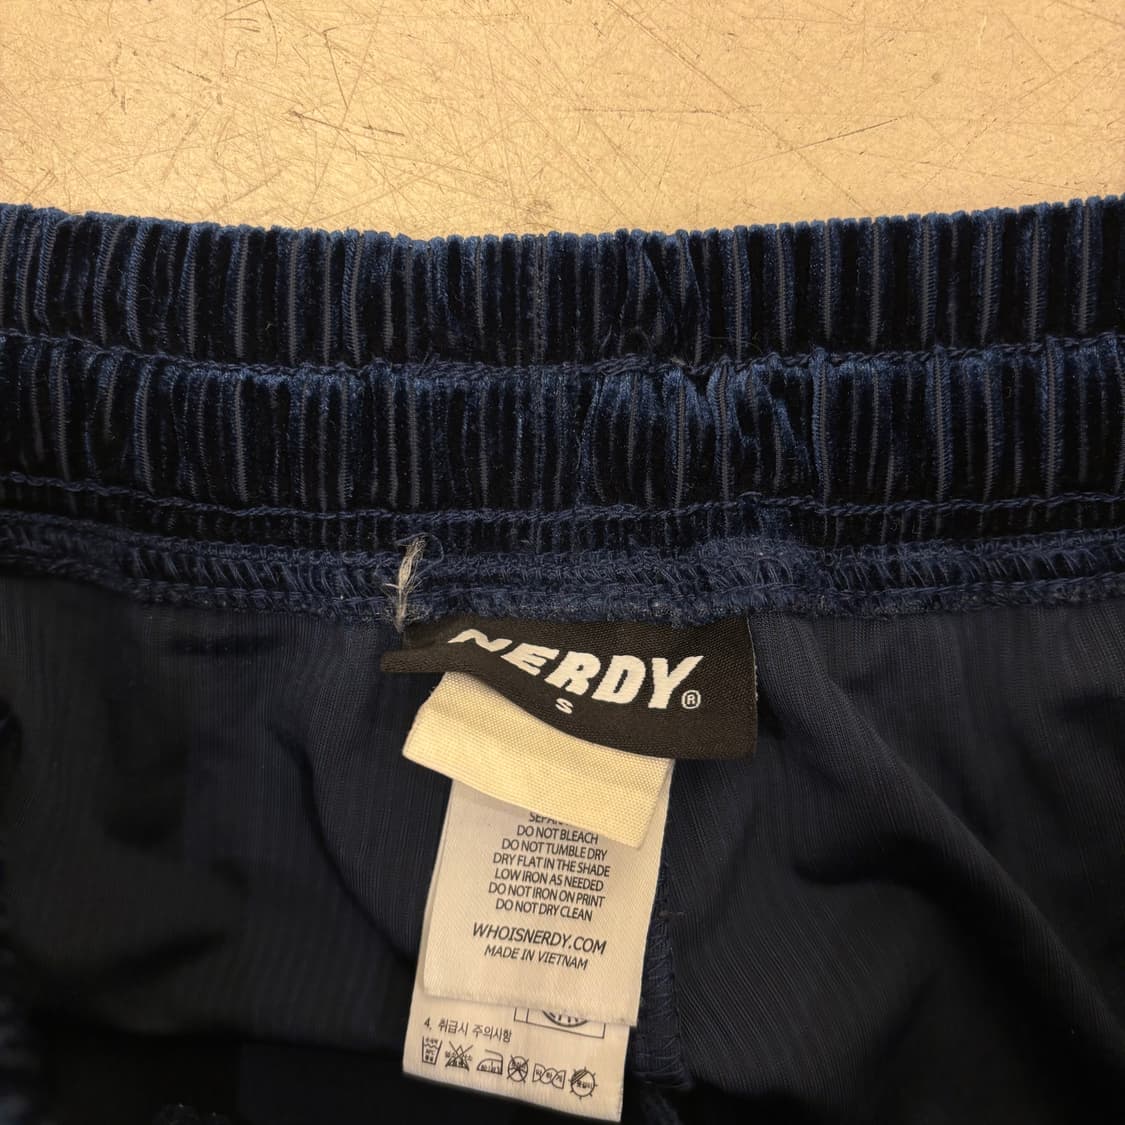 NERDY®
S
DO NOT BLEACH
DO NOT TUMBLE DRY
DRY FLAT IN THE SHADE
LOW IRON AS NEEDED
DO NOT IRON ON PRINT
DO NOT DRY CLEAN
WHOISNERDY.COM
MADE IN VIETNAM
4. 취급시 주의사항